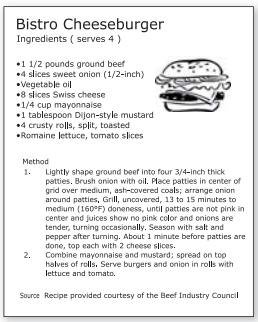 Bistro Cheeseburger
Ingredients ( serves 4 )
•1 1/2 pounds ground beef
•4 slices sweet onion (1/2-inch)
•Vegetable oil
•8 slices Swiss cheese
•1/4 cup mayonnaise
•1 tablespoon Dijon-style mustard
•4 crusty rolls, split, toasted
•Romaine lettuce, tomato slices
Method
1. Lightly shape ground beef into four 3/4-inch thick
patties. Brush onion with oil. Place patties in center of
grid over medium, ash-covered coals; arrange onion
around patties, Grill, uncovered, 13 to 15 minutes to
medium (160°F) doneness, until patties are not pink in
center and juices show no pink color and onions are
tender, turning occasionally. Season with salt and
pepper after turning. About 1 minute before patties are
done, top each with 2 cheese slices.
2. Combine mayonnaise and mustard; spread on top
halves of rolls. Serve burgers and onion in rolls with
lettuce and tomato.
Source Recipe provided courtesy of the Beef Industry Council